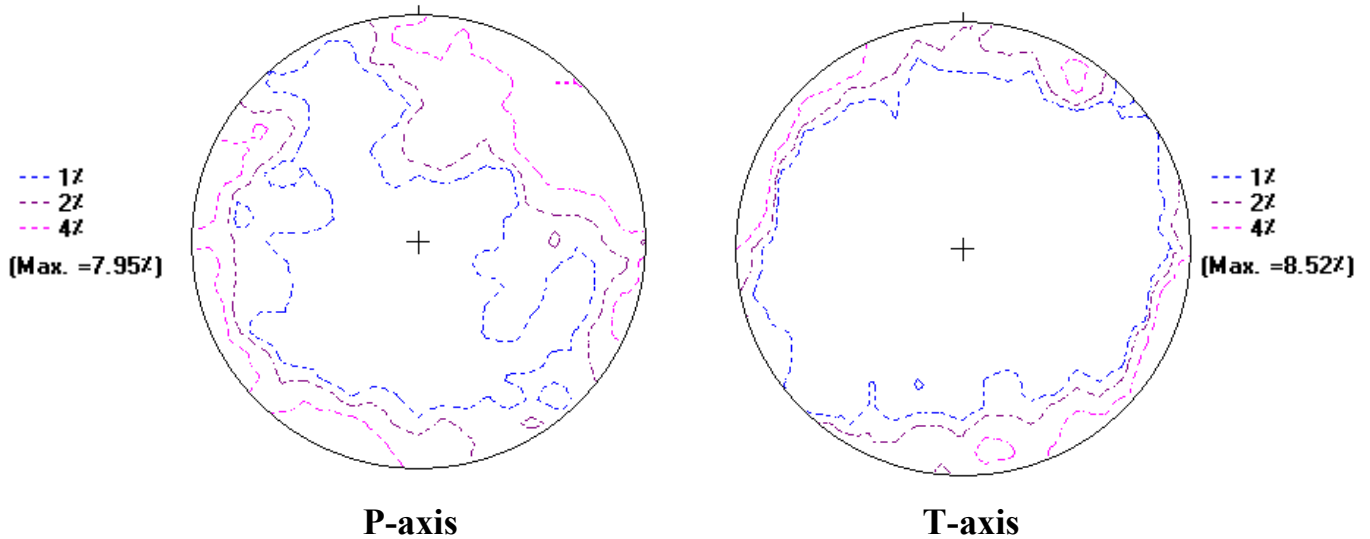 1%
2%
4%
(Max. =7.95%)
P-axis
1%
2%
4%
(Max. =8.52%)
T-axis